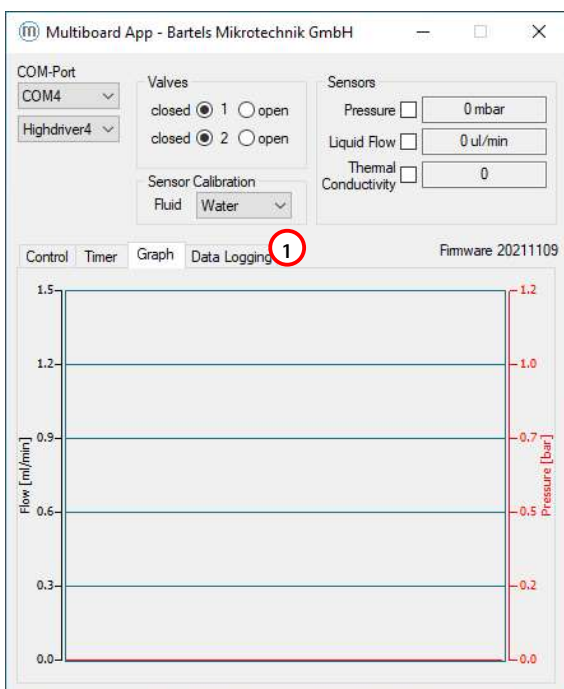 Multiboard App - Bartels Mikrotechnik GmbH
COM-Port
COM4
Highdriver4
Valves
closed 1 open
closed 2 open
Sensor Calibration
Fluid Water
Sensors
Pressure 0 mbar
Liquid Flow 0 ul/min
Thermal
Conductivity 0
Control Timer Graph Data Logging 1 Firmware 20211109
1.5 1.2
1.2 1.0
0.9 0.7
0.6 0.5
0.3 0.2
0.0 0.0
Flow [ml/min]
Pressure [bar]